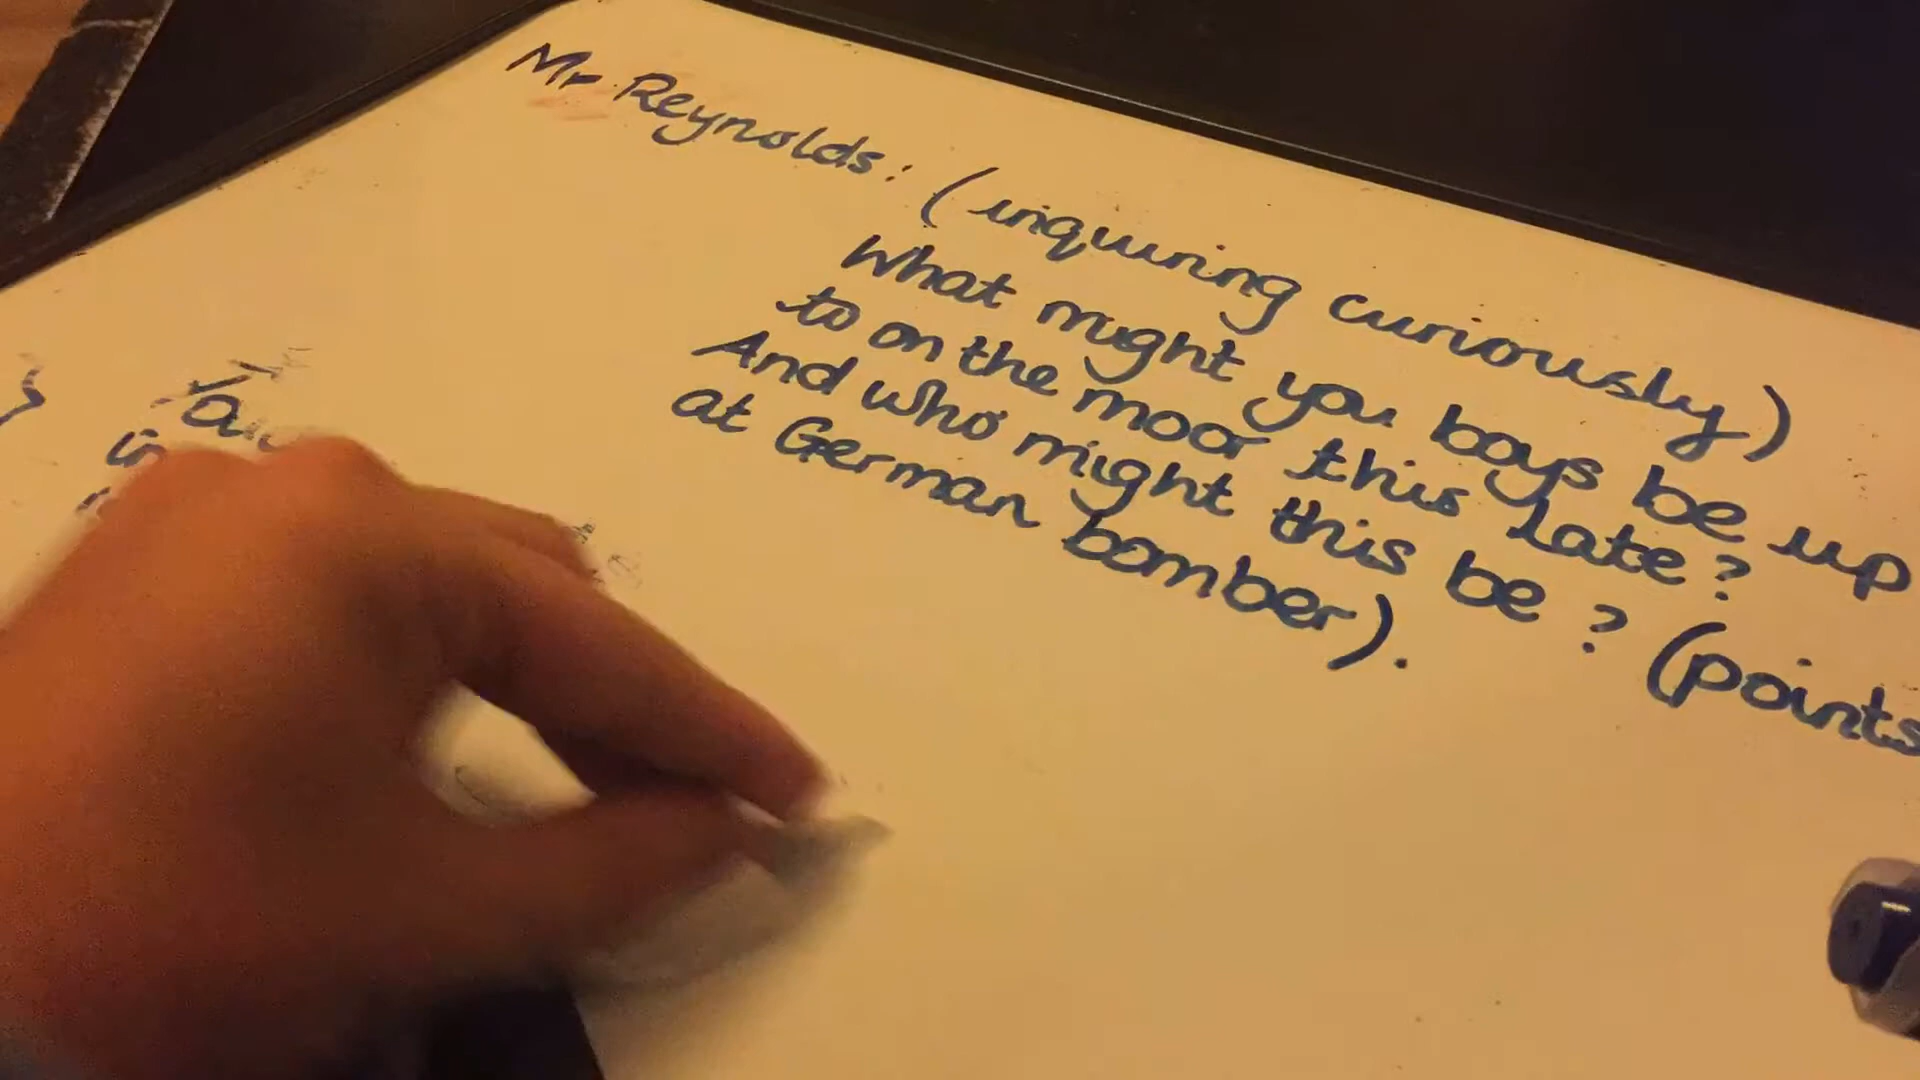 Mr Reynolds: (inquiring curiously)
What might you boys be up
to on the moor this late?
And who might this be? (points
at German bomber).